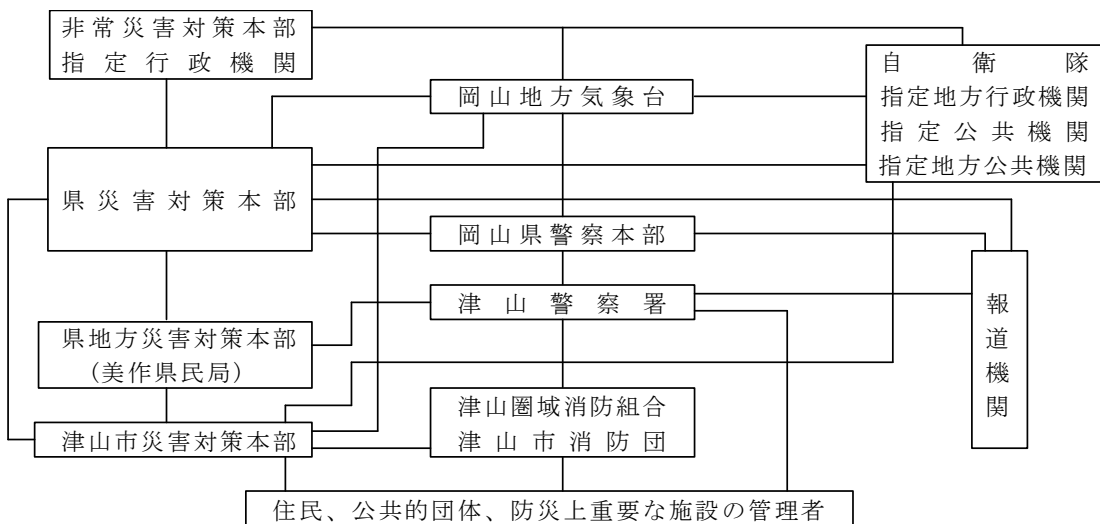 非常災害対策本部
指定行政機関
自衛隊
指定地方行政機関
指定公共機関
指定地方公共機関
岡山地方気象台
県災害対策本部
岡山県警察本部
津山警察署
報道機関
県地方災害対策本部
(美作県民局)
津山圏域消防組合
津山市消防団
津山市災害対策本部
住民、公共的団体、防災上重要な施設の管理者